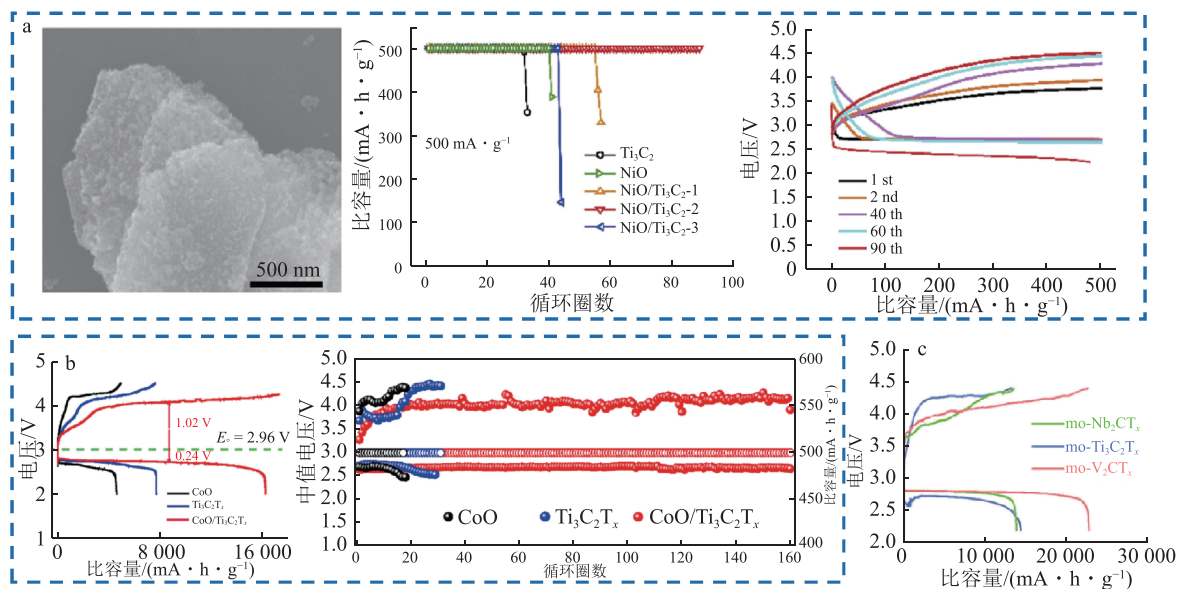 a
500 nm
比容量/(mA·h·g⁻¹)
500
400
300
200
100
0
500 mA·g⁻¹
Ti₃C₂
NiO
NiO/Ti₃C₂-1
NiO/Ti₃C₂-2
NiO/Ti₃C₂-3
0 20 40 60 80 100
循环圈数
电压/V
5.0
4.5
4.0
3.5
3.0
2.5
2.0
1.5
1.0
0.5
0
1 st
2 nd
40 th
60 th
90 th
0 100 200 300 400 500
比容量/(mA·h·g⁻¹)
b
电压/V
5
4
3
2
1
1.02 V
E₀ = 2.96 V
0.24 V
CoO
Ti₃C₂Tₓ
CoO/Ti₃C₂Tₓ
0 8 000 16 000
比容量/(mA·h·g⁻¹)
中值电压/V
5.0
4.5
4.0
3.5
3.0
2.5
2.0
1.5
1.0
CoO
Ti₃C₂Tₓ
CoO/Ti₃C₂Tₓ
0 20 40 60 80 100 120 140 160
循环圈数
600
500
400
比容量/(mA·h·g⁻¹)
c
电压/V
5.0
4.5
4.0
3.5
3.0
2.5
2.0
mo-Nb₂CTₓ
mo-Ti₃C₂Tₓ
mo-V₂CTₓ
0 10 000 20 000 30 000
比容量/(mA·h·g⁻¹)